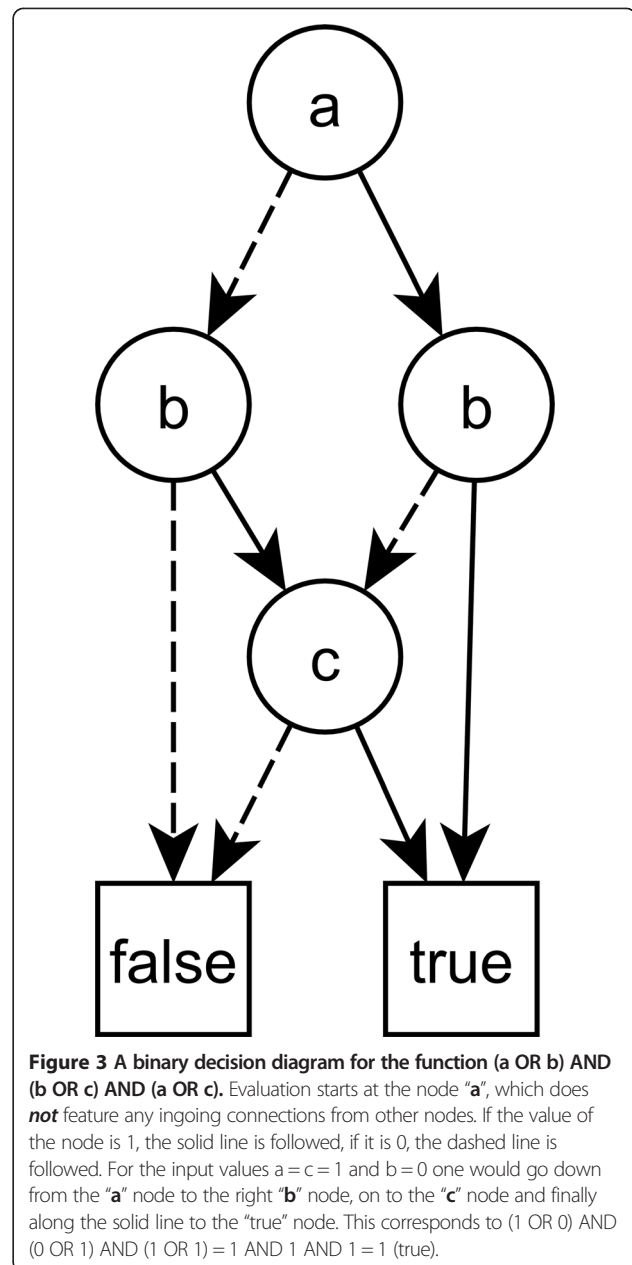 a
b b
c
false true
Figure 3 A binary decision diagram for the function (a OR b) AND
(b OR c) AND (a OR c). Evaluation starts at the node “a”, which does
not feature any ingoing connections from other nodes. If the value of
the node is 1, the solid line is followed, if it is 0, the dashed line is
followed. For the input values a = c = 1 and b = 0 one would go down
from the “a” node to the right “b” node, on to the “c” node and finally
along the solid line to the “true” node. This corresponds to (1 OR 0) AND
(0 OR 1) AND (1 OR 1) = 1 AND 1 AND 1 = 1 (true).